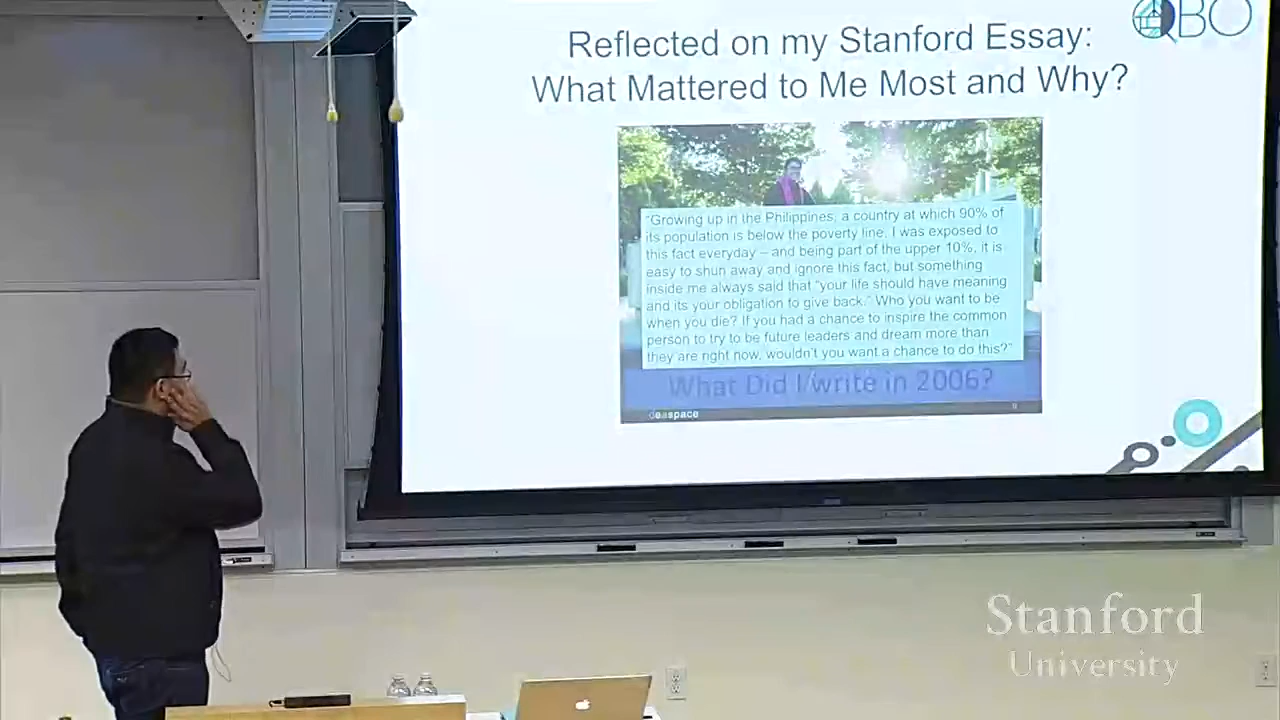 QBO
Reflected on my Stanford Essay:
What Mattered to Me Most and Why?
"Growing up in the Philippines, a country at which 90% of
its population is below the poverty line. I was exposed to
this fact everyday – and being part of the upper 10%, it is
easy to shun away and ignore this fact, but something
inside me always said that "your life should have meaning
and its your obligation to give back." Who you want to be
when you die? If you had a chance to inspire the common
person to try to be future leaders and dream more than
they are right now, wouldn't you want a chance to do this?"
What Did I write in 2006?
ideaspace
Stanford
University